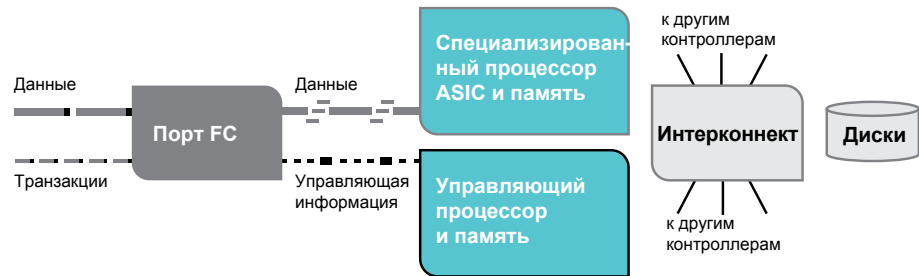 к другим
контроллерам
Специализирован-
ный процессор
ASIC и память
Данные
Данные
Порт FC
Интерконнект
Диски
Транзакции
Управляющая
информация
Управляющий
процессор
и память
к другим
контроллерам